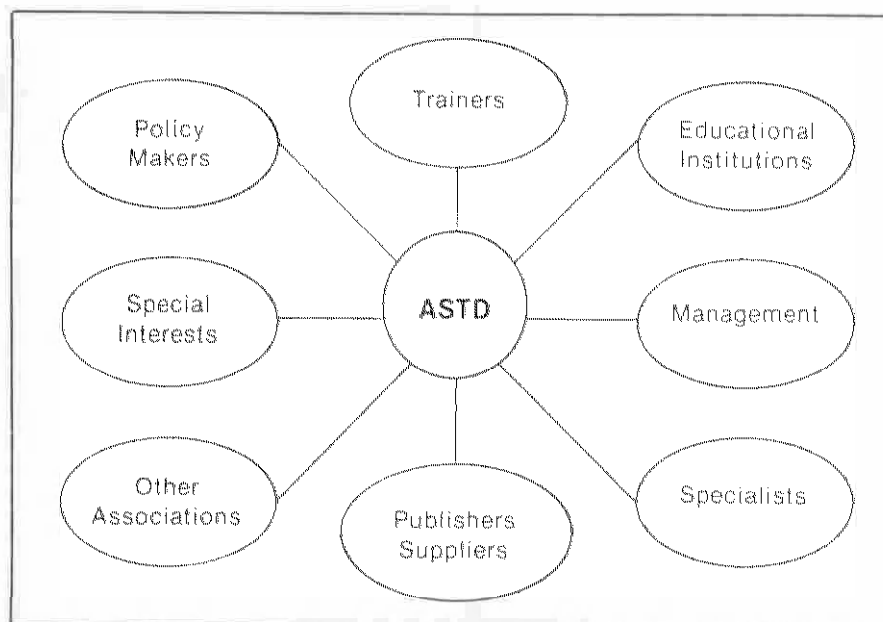 Trainers
Policy
Makers
Educational
Institutions
ASTD
Special
Interests
Management
Other
Associations
Specialists
Publishers
Suppliers